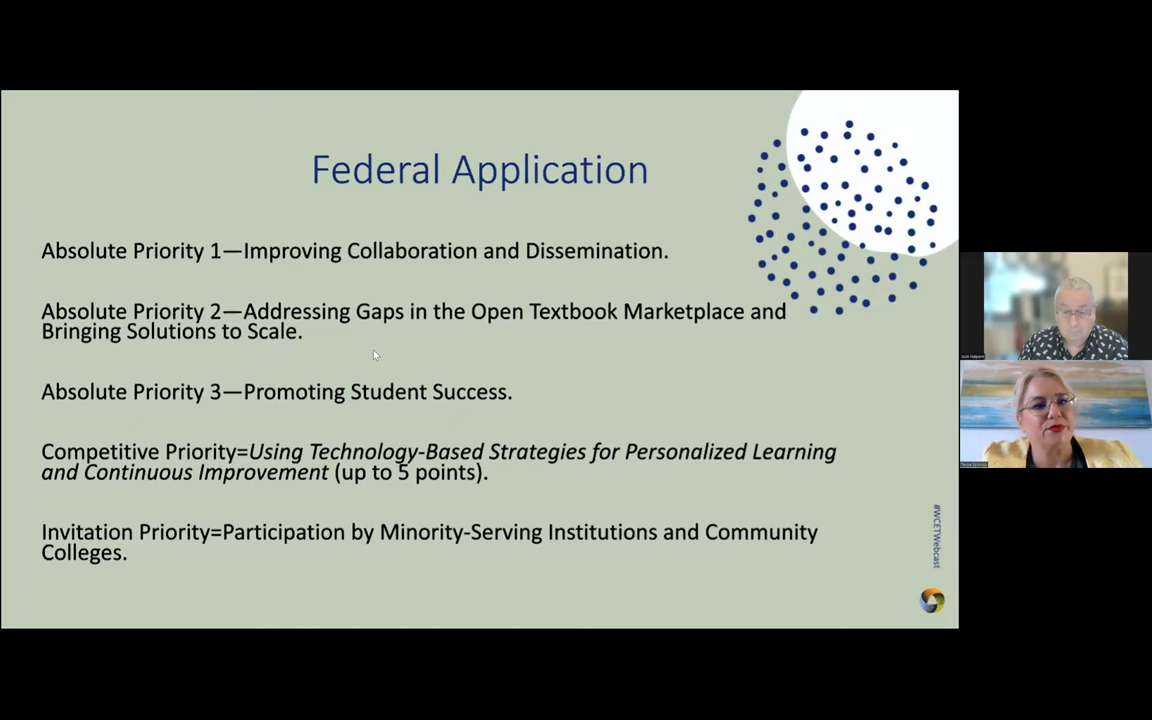 Federal Application
Absolute Priority 1—Improving Collaboration and Dissemination.
Absolute Priority 2—Addressing Gaps in the Open Textbook Marketplace and
Bringing Solutions to Scale.
Absolute Priority 3—Promoting Student Success.
Competitive Priority=Using Technology-Based Strategies for Personalized Learning
and Continuous Improvement (up to 5 points).
Invitation Priority=Participation by Minority-Serving Institutions and Community
Colleges.
#WCETWebcast